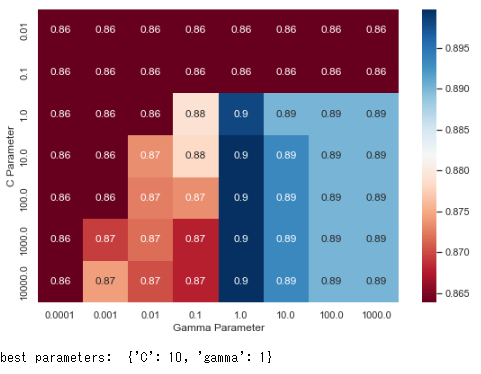 0.01 0.86 0.86 0.86 0.86 0.86 0.86 0.86 0.86
0.1 0.86 0.86 0.86 0.86 0.86 0.86 0.86 0.86
1.0 0.86 0.86 0.86 0.88 0.9 0.89 0.89 0.89
10.0 0.86 0.86 0.87 0.88 0.9 0.89 0.89 0.89
100.0 0.86 0.86 0.87 0.87 0.9 0.89 0.89 0.89
1000.0 0.86 0.87 0.87 0.87 0.9 0.89 0.89 0.89
10000.0 0.86 0.87 0.87 0.87 0.9 0.89 0.89 0.89
C Parameter
0.0001 0.001 0.01 0.1 1.0 10.0 100.0 1000.0
Gamma Parameter
0.895
0.890
0.885
0.880
0.875
0.870
0.865
best parameters: {'C': 10, 'gamma': 1}